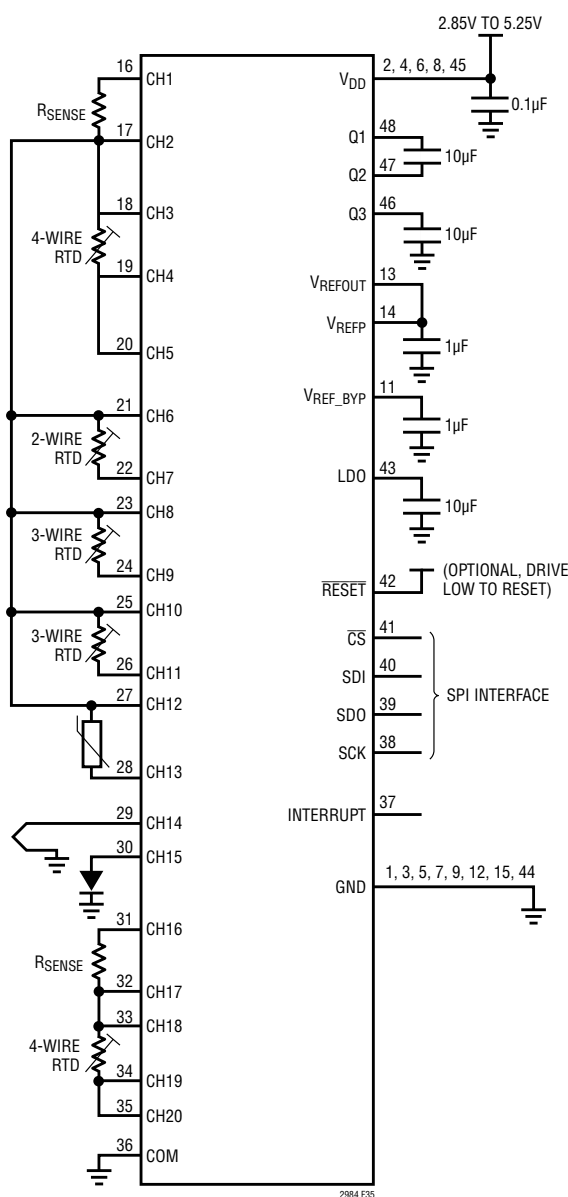 2.85V TO 5.25V
16 CH1
RSENSE
17 CH2
18 CH3
4-WIRE
RTD
19 CH4
20 CH5
21 CH6
2-WIRE
RTD
22 CH7
23 CH8
3-WIRE
RTD
24 CH9
25 CH10
3-WIRE
RTD
26 CH11
27 CH12
28 CH13
29 CH14
30 CH15
31 CH16
RSENSE
32 CH17
33 CH18
4-WIRE
RTD
34 CH19
35 CH20
36 COM
VDD 2, 4, 6, 8, 45
0.1µF
Q1 48
10µF
Q2 47
Q3 46
10µF
VREFOUT 13
VREFP 14
1µF
VREF_BYP 11
1µF
LDO 43
10µF
RESET 42
(OPTIONAL, DRIVE
LOW TO RESET)
CS 41
SDI 40
SPI INTERFACE
SDO 39
SCK 38
INTERRUPT 37
GND 1, 3, 5, 7, 9, 12, 15, 44
2984 F35